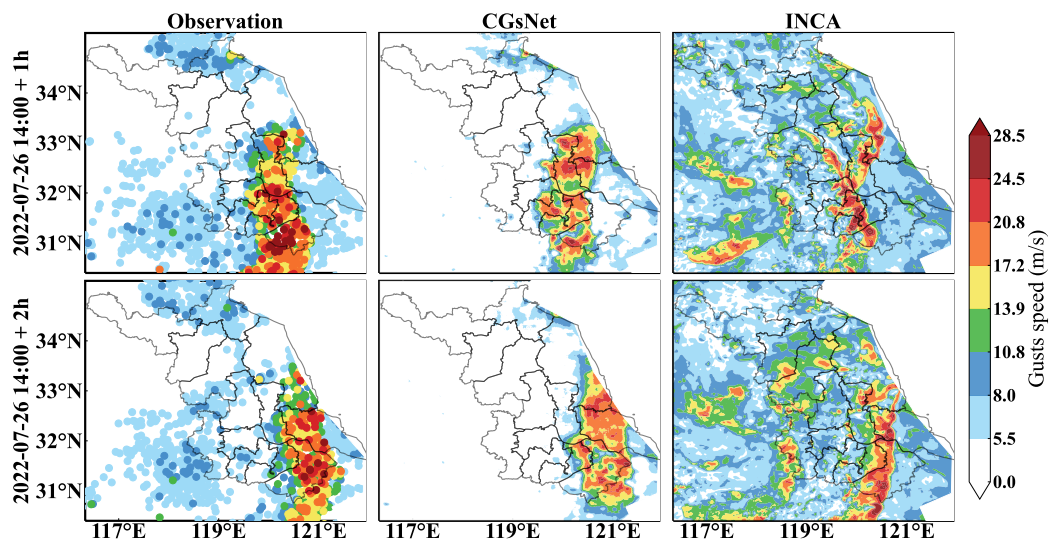 Observation CGsNet INCA
2022-07-26 14:00 + 1h
34°N
33°N
32°N
31°N
2022-07-26 14:00 + 2h
34°N
33°N
32°N
31°N
117°E 119°E 121°E 117°E 119°E 121°E 117°E 119°E 121°E
28.5
24.5
20.8
17.2
13.9
10.8
8.0
5.5
0.0
Gusts speed (m/s)